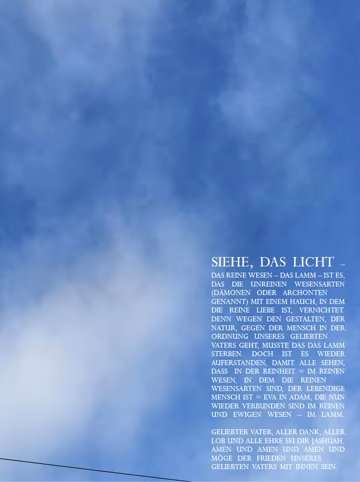 SIEHE, DAS LICHT –
DAS REINE WESEN – DAS LAMM – IST ES,
DAS DIE UNREINEN WESENSARTEN
(DÄMONEN ODER ARCHONTEN
GENANNT) MIT EINEM HAUCH, IN DEM
DIE REINE LIEBE IST, VERNICHTET.
DENN WEGEN DEN GESTALTEN, DER
NATUR, GEGEN DER MENSCH IN DER
ORDNUNG UNSERES GELIEBTEN
VATERS GEHT, MUSSTE DAS DAS LAMM
STERBEN DOCH IST ES WIEDER
AUFERSTANDEN, DAMIT ALLE SEHEN,
DASS IN DER REINHEIT = IM REINEN
WESEN, IN DEM DIE REINEN
WESENSARTEN SIND, DER LEBENDIGE
MENSCH IST = EVA IN ADAM, DIE NUN
WIEDER VERBUNDEN SIND IM REINEN
UND EWIGEN WESEN – IM LAMM.
GELIEBTER VATER, ALLER DANK, ALLER
LOB UND ALLE EHRE SEI DIR JASHUAH.
AMEN UND AMEN UND AMEN UND
MÖGE DER FRIEDEN UNSERES
GELIEBTEN VATERS MIT IHNEN SEIN.